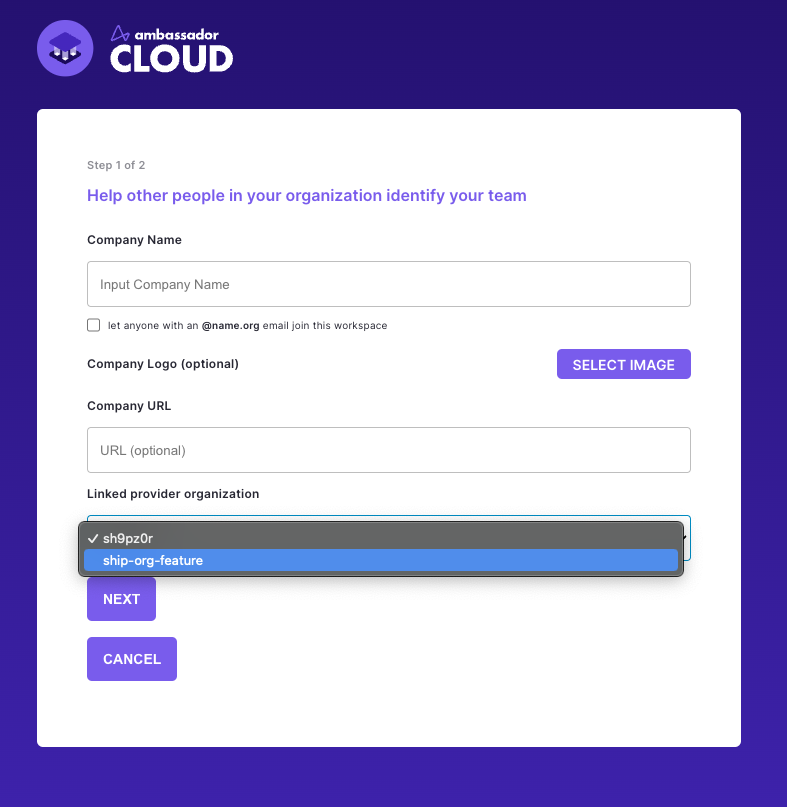 ambassador
CLOUD
Step 1 of 2
Help other people in your organization identify your team
Company Name
Input Company Name
let anyone with an @name.org email join this workspace
Company Logo (optional)
SELECT IMAGE
Company URL
URL (optional)
Linked provider organization
✓ sh9pz0r
ship-org-feature
NEXT
CANCEL